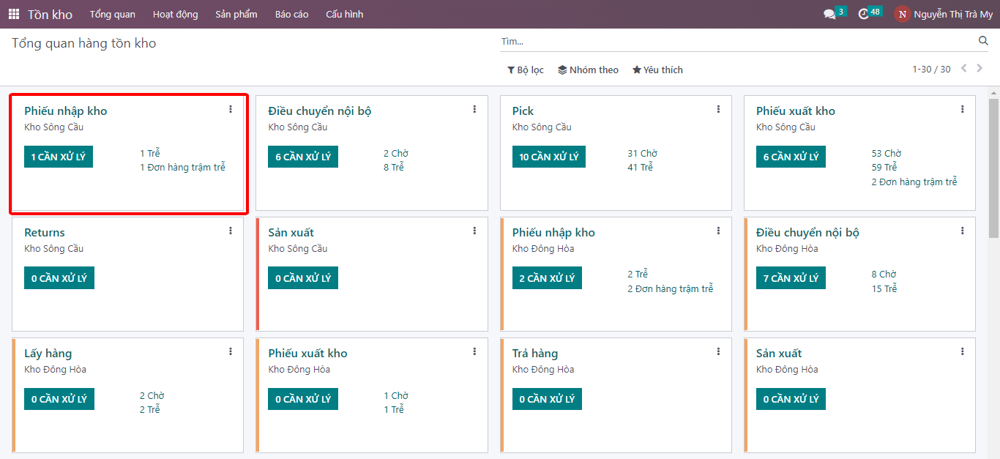 Tồn kho Tổng quan Hoạt động Sản phẩm Báo cáo Cấu hình 3 48 N Nguyễn Thị Trà My
Tổng quan hàng tồn kho
Tìm...
Bộ lọc Nhóm theo Yêu thích 1-30 / 30
Phiếu nhập kho
Kho Sông Cầu
1 CẦN XỬ LÝ
1 Trễ
1 Đơn hàng trậm trễ
Điều chuyển nội bộ
Kho Sông Cầu
6 CẦN XỬ LÝ
2 Chờ
8 Trễ
Pick
Kho Sông Cầu
10 CẦN XỬ LÝ
31 Chờ
41 Trễ
Phiếu xuất kho
Kho Sông Cầu
6 CẦN XỬ LÝ
53 Chờ
59 Trễ
2 Đơn hàng trậm trễ
Returns
Kho Sông Cầu
0 CẦN XỬ LÝ
Sản xuất
Kho Sông Cầu
0 CẦN XỬ LÝ
Phiếu nhập kho
Kho Đông Hòa
2 CẦN XỬ LÝ
2 Trễ
2 Đơn hàng trậm trễ
Điều chuyển nội bộ
Kho Đông Hòa
7 CẦN XỬ LÝ
8 Chờ
15 Trễ
Lấy hàng
Kho Đông Hòa
0 CẦN XỬ LÝ
2 Chờ
2 Trễ
Phiếu xuất kho
Kho Đông Hòa
0 CẦN XỬ LÝ
1 Chờ
1 Trễ
Trả hàng
Kho Đông Hòa
0 CẦN XỬ LÝ
Sản xuất
Kho Đông Hòa
0 CẦN XỬ LÝ